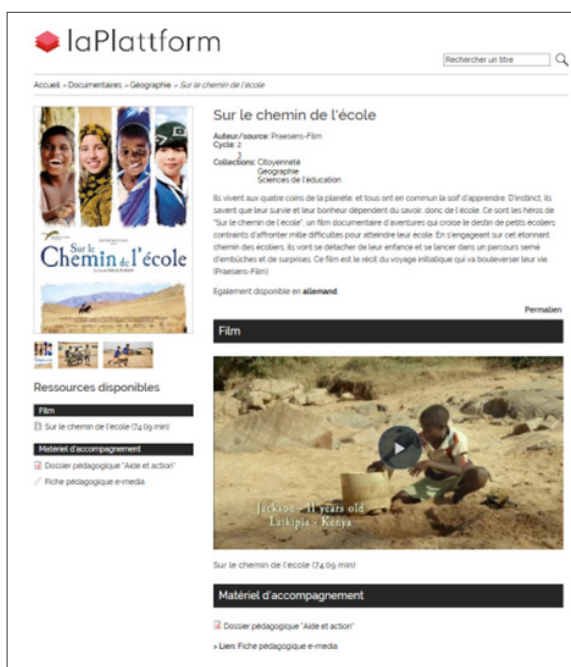 laPlattform
Rechercher un titre
Accueil » Documentaires » Géographie » Sur le chemin de l'école
Sur le
Chemin de l'école
Ressources disponibles
Film
Sur le chemin de l'école (74:09 min)
Matériel d'accompagnement
Dossier pédagogique "Aide et action"
Fiche pédagogique e-media
Sur le chemin de l'école
Auteur/source: Praesens-Film
Cycle: 2
3
Collections: Citoyenneté
Géographie
Sciences de l'éducation
Ils vivent aux quatre coins de la planète, et tous ont en commun la soif d'apprendre. D'instinct, ils
savent que leur survie et leur bonheur dépendent du savoir, donc de l'école. Ce sont les héros de
"Sur le chemin de l'école", un film documentaire d'aventures qui croise le destin de petits écoliers
contraints d'affronter mille difficultés pour atteindre leur école. En s'engageant sur cet étonnant
chemin des écoliers, ils vont se détacher de leur enfance et se lancer dans un parcours semé
d'embûches et de surprises. Ce film est le récit du voyage initiatique qui va bouleverser leur vie.
(Praesens-Film)
Egalement disponible en allemand.
Permalien
Film
Jackson - 11 years old
Laikipia - Kenya
Sur le chemin de l'école (74:09 min)
Matériel d'accompagnement
Dossier pédagogique "Aide et action"
» Lien: Fiche pédagogique e-media